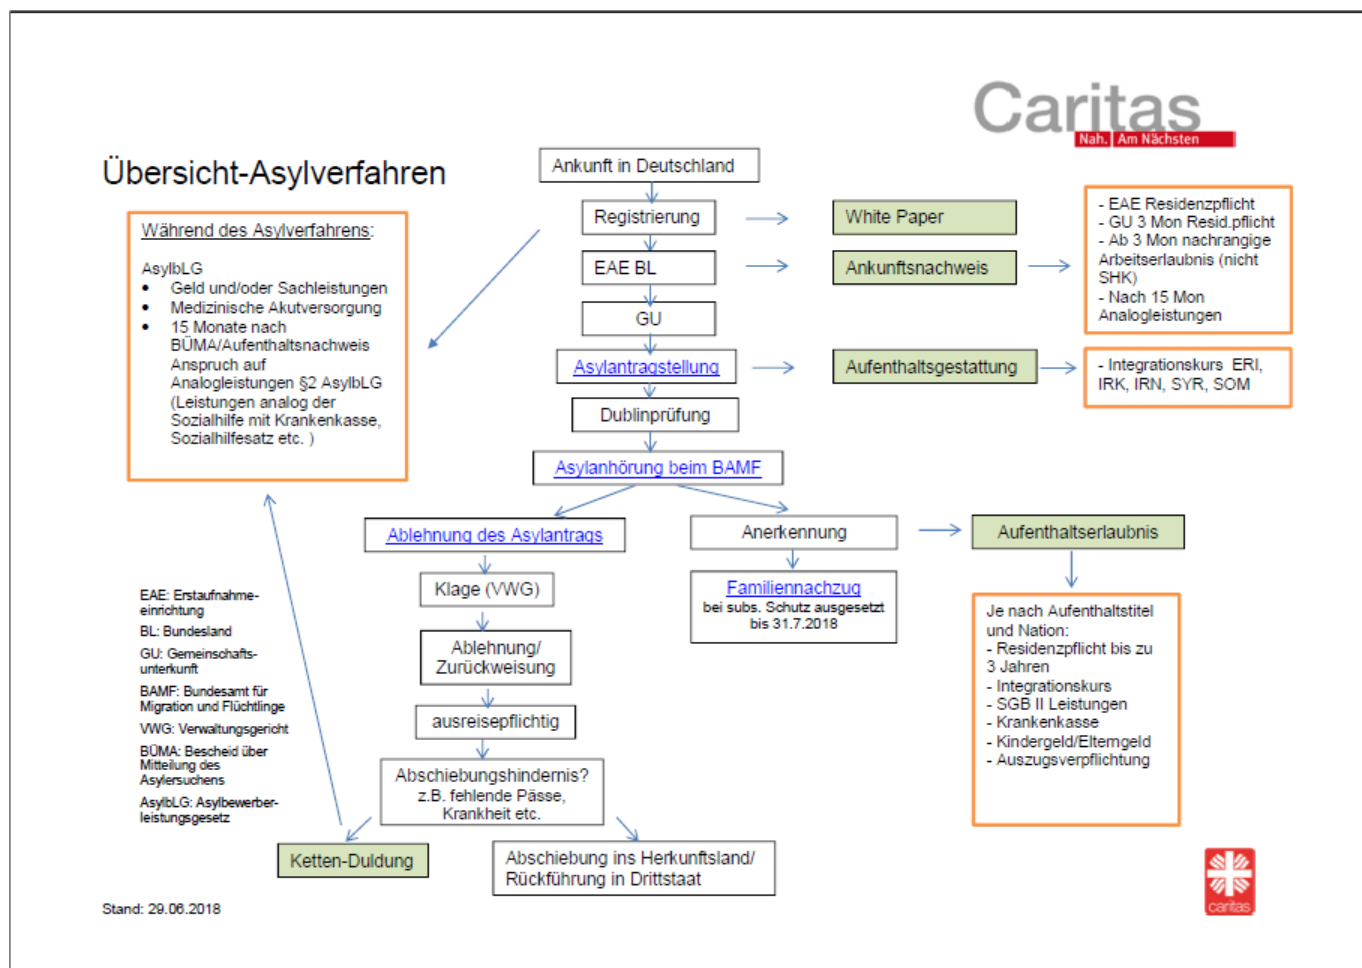 Caritas
Nah. Am Nächsten
Übersicht-Asylverfahren
Ankunft in Deutschland
Registrierung
White Paper
- EAE Residenzpflicht
- GU 3 Mon Resid.pflicht
- Ab 3 Mon nachrangige
Arbeitserlaubnis (nicht
SHK)
- Nach 15 Mon
Analogleistungen
Während des Asylverfahrens:
AsylbLG
• Geld und/oder Sachleistungen
• Medizinische Akutversorgung
• 15 Monate nach
BÜMA/Aufenthaltsnachweis
Anspruch auf
Analogleistungen §2 AsylbLG
(Leistungen analog der
Sozialhilfe mit Krankenkasse,
Sozialhilfesatz etc. )
EAE BL
Ankunftsnachweis
GU
Asylantragstellung
Aufenthaltsgestattung
- Integrationskurs ERI,
IRK, IRN, SYR, SOM
Dublinprüfung
Asylanhörung beim BAMF
Ablehnung des Asylantrags
Anerkennung
Aufenthaltserlaubnis
Klage (VWG)
Familiennachzug
bei subs. Schutz ausgesetzt
bis 31.7.2018
Je nach Aufenthaltstitel
und Nation:
- Residenzpflicht bis zu
3 Jahren
- Integrationskurs
- SGB II Leistungen
- Krankenkasse
- Kindergeld/Elterngeld
- Auszugsverpflichtung
Ablehnung/
Zurückweisung
ausreisepflichtig
Abschiebungshindernis?
z.B. fehlende Pässe,
Krankheit etc.
EAE: Erstaufnahme-
einrichtung
BL: Bundesland
GU: Gemeinschafts-
unterkunft
BAMF: Bundesamt für
Migration und Flüchtlinge
VWG: Verwaltungsgericht
BÜMA: Bescheid über
Mitteilung des
Asylersuchens
AsylbLG: Asylbewerber-
leistungsgesetz
Ketten-Duldung
Abschiebung ins Herkunftsland/
Rückführung in Drittstaat
Stand: 29.06.2018
caritas